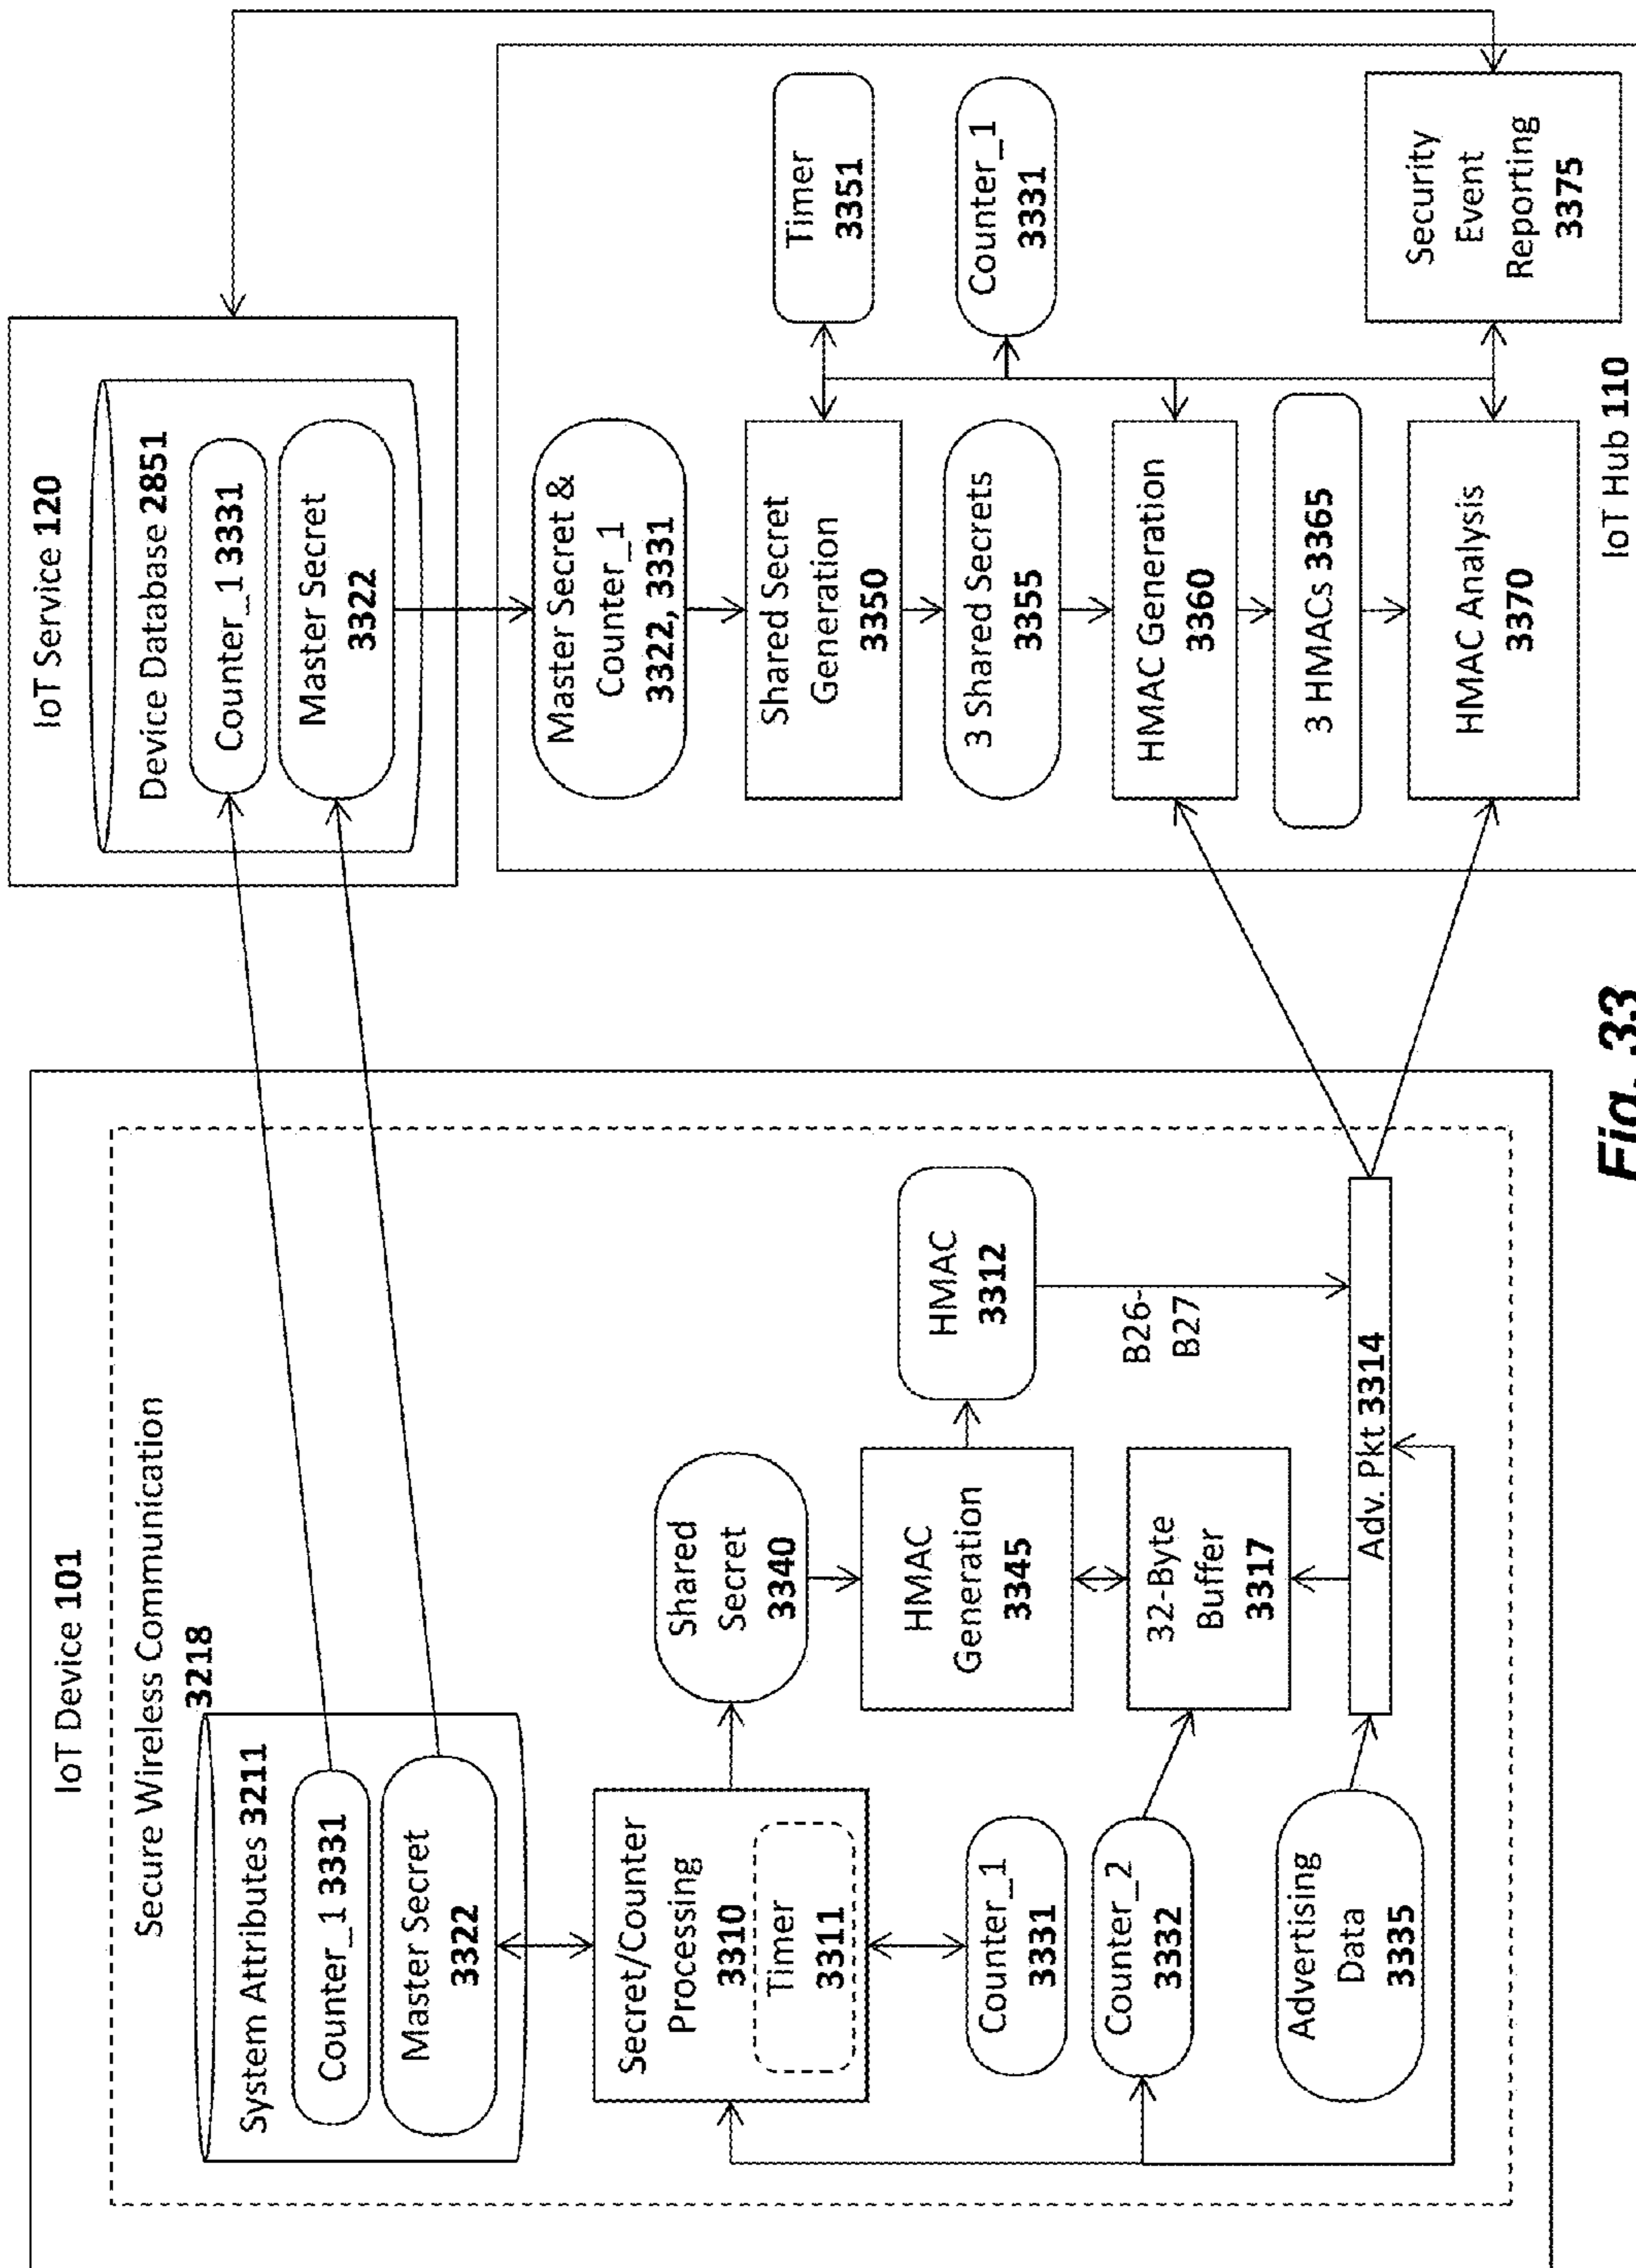 IoT Device 101
Secure Wireless Communication
3218
System Attributes 3211
Counter_1 3331
Master Secret
3322
Secret/Counter
Processing
3310
Timer
3311
Counter_1
3331
Counter_2
3332
Advertising
Data
3335
Shared
Secret
3340
HMAC
Generation
3345
32-Byte
Buffer
3317
HMAC
3312
B26-
B27
Adv. Pkt 3314
IoT Service 120
Device Database 2851
Counter_1 3331
Master Secret
3322
Master Secret &
Counter_1
3322, 3331
Shared Secret
Generation
3350
3 Shared Secrets
3355
HMAC Generation
3360
3 HMACs 3365
HMAC Analysis
3370
Timer
3351
Counter_1
3331
Security
Event
Reporting
3375
IoT Hub 110
Fig. 33